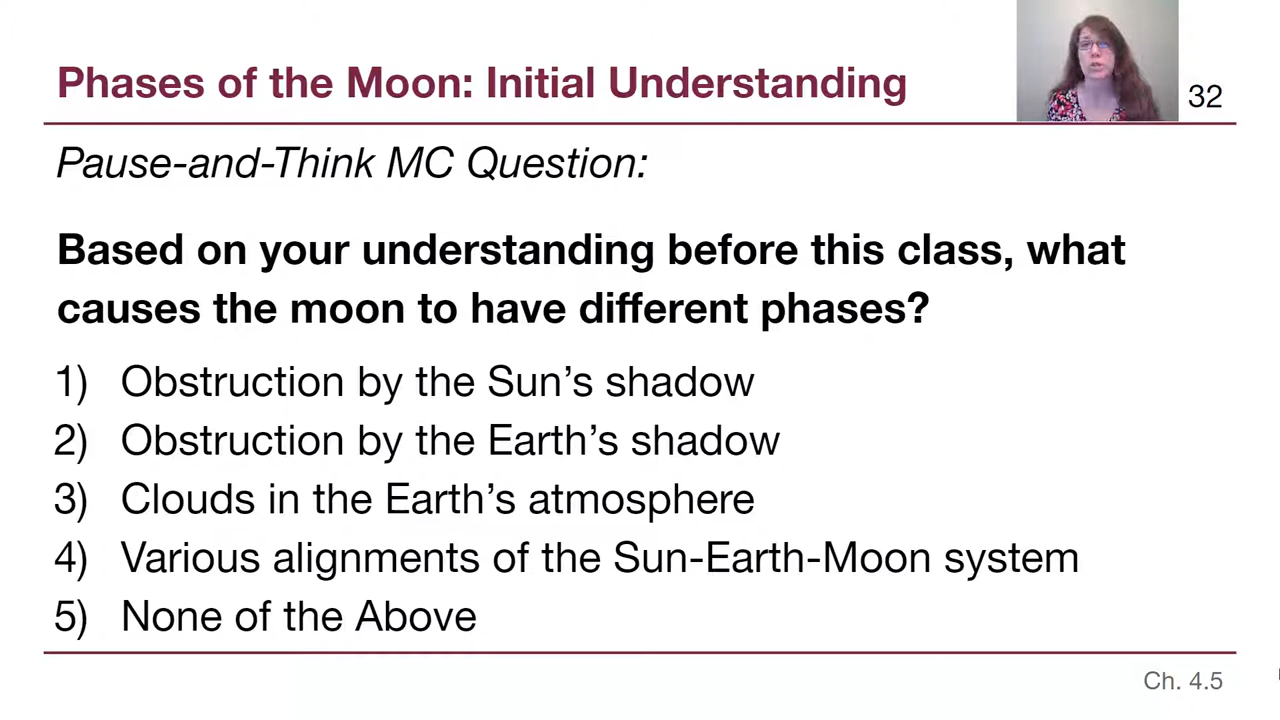 Phases of the Moon: Initial Understanding
32
Pause-and-Think MC Question:
Based on your understanding before this class, what
causes the moon to have different phases?
1) Obstruction by the Sun’s shadow
2) Obstruction by the Earth’s shadow
3) Clouds in the Earth’s atmosphere
4) Various alignments of the Sun-Earth-Moon system
5) None of the Above
Ch. 4.5